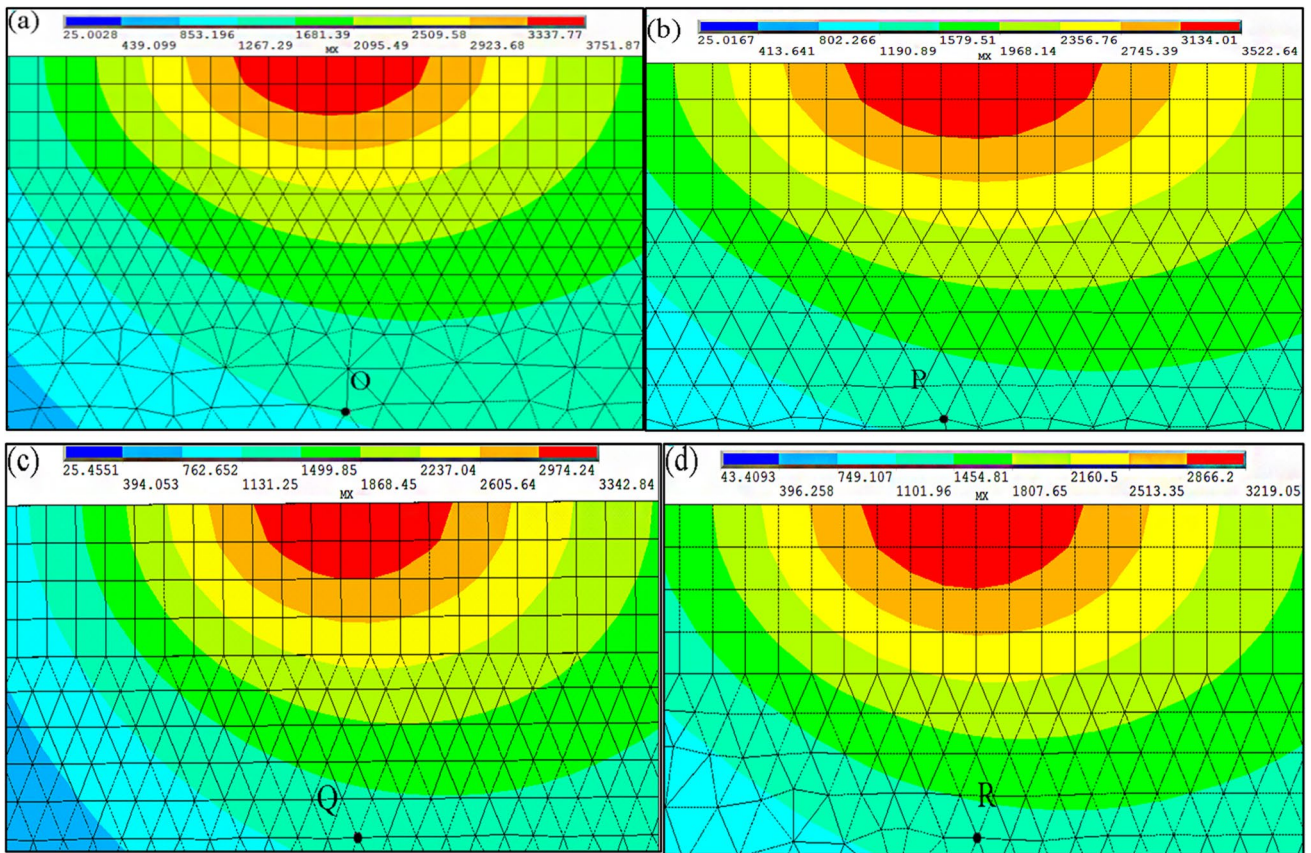 (a)
25.0028 853.196 1681.39 2509.58 3337.77
439.099 1267.29 MX 2095.49 2923.68 3751.87
O
(b)
25.0167 802.266 1579.51 2356.76 3134.01
413.641 1190.89 MX 1968.14 2745.39 3522.64
P
(c)
25.4551 762.652 1499.85 2237.04 2974.24
394.053 1131.25 MX 1868.45 2605.64 3342.84
Q
(d)
43.4093 749.107 1454.81 2160.5 2866.2
396.258 1101.96 MX 1807.65 2513.35 3219.05
R